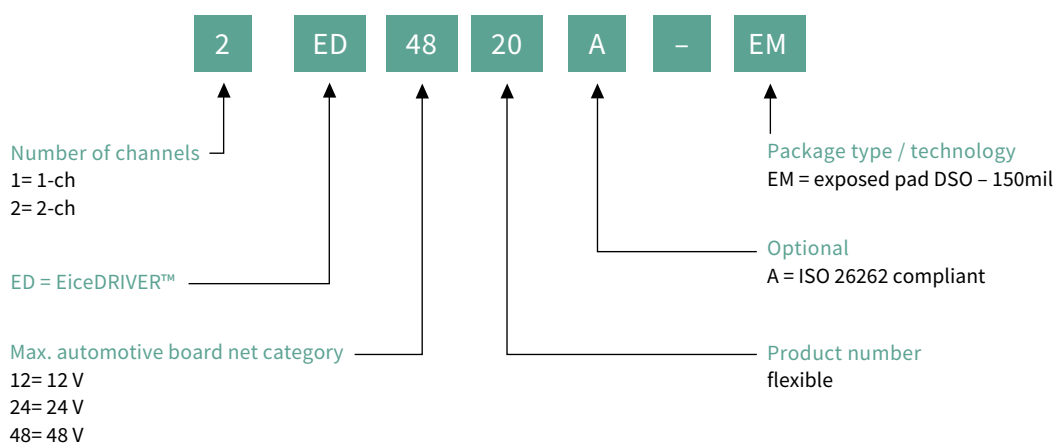 2 ED 48 20 A – EM
Number of channels
1= 1-ch
2= 2-ch
ED = EiceDRIVER™
Max. automotive board net category
12= 12 V
24= 24 V
48= 48 V
Package type / technology
EM = exposed pad DSO – 150mil
Optional
A = ISO 26262 compliant
Product number
flexible